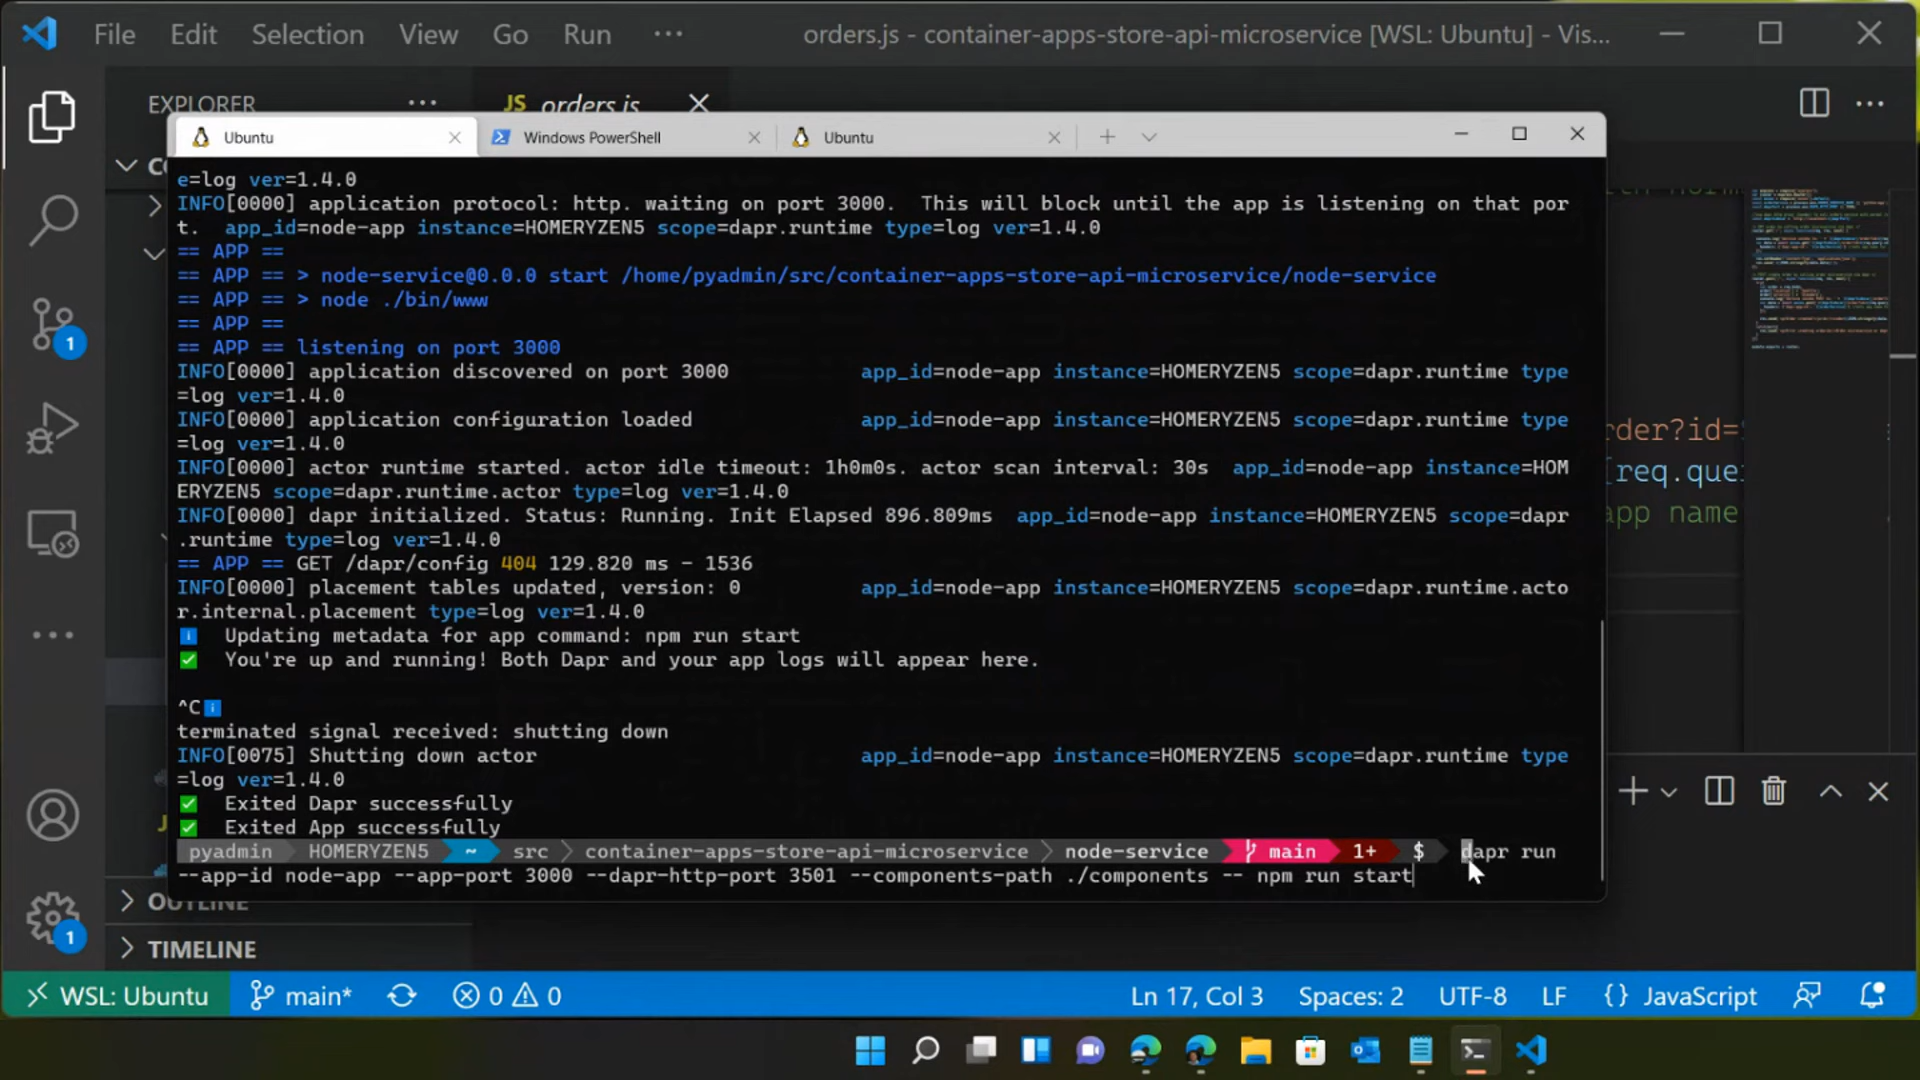 File Edit Selection View Go Run ··· orders.js - container-apps-store-api-microservice [WSL: Ubuntu] - Vis...
EXPLORER ···
JS orders.js
Ubuntu
Windows PowerShell
Ubuntu
e=log ver=1.4.0
INFO[0000] application protocol: http. waiting on port 3000.  This will block until the app is listening on that por
t.  app_id=node-app instance=HOMERYZEN5 scope=dapr.runtime type=log ver=1.4.0
== APP ==
== APP == > node-service@0.0.0 start /home/pyadmin/src/container-apps-store-api-microservice/node-service
== APP == > node ./bin/www
== APP ==
== APP == listening on port 3000
INFO[0000] application discovered on port 3000 app_id=node-app instance=HOMERYZEN5 scope=dapr.runtime type
=log ver=1.4.0
INFO[0000] application configuration loaded app_id=node-app instance=HOMERYZEN5 scope=dapr.runtime type
=log ver=1.4.0
INFO[0000] actor runtime started. actor idle timeout: 1h0m0s. actor scan interval: 30s  app_id=node-app instance=HOM
ERYZEN5 scope=dapr.runtime.actor type=log ver=1.4.0
INFO[0000] dapr initialized. Status: Running. Init Elapsed 896.809ms  app_id=node-app instance=HOMERYZEN5 scope=dapr
.runtime type=log ver=1.4.0
== APP == GET /dapr/config 404 129.820 ms - 1536
INFO[0000] placement tables updated, version: 0 app_id=node-app instance=HOMERYZEN5 scope=dapr.runtime.acto
r.internal.placement type=log ver=1.4.0
Updating metadata for app command: npm run start
You're up and running! Both Dapr and your app logs will appear here.
^C
terminated signal received: shutting down
INFO[0075] Shutting down actor app_id=node-app instance=HOMERYZEN5 scope=dapr.runtime type
=log ver=1.4.0
Exited Dapr successfully
Exited App successfully
pyadmin HOMERYZEN5 ~ src container-apps-store-api-microservice node-service main 1+ $ dapr run
--app-id node-app --app-port 3000 --dapr-http-port 3501 --components-path ./components -- npm run start
rder?id=
[req.que
app name
OUTLINE
TIMELINE
1
1
WSL: Ubuntu main* 0 0 Ln 17, Col 3 Spaces: 2 UTF-8 LF {} JavaScript